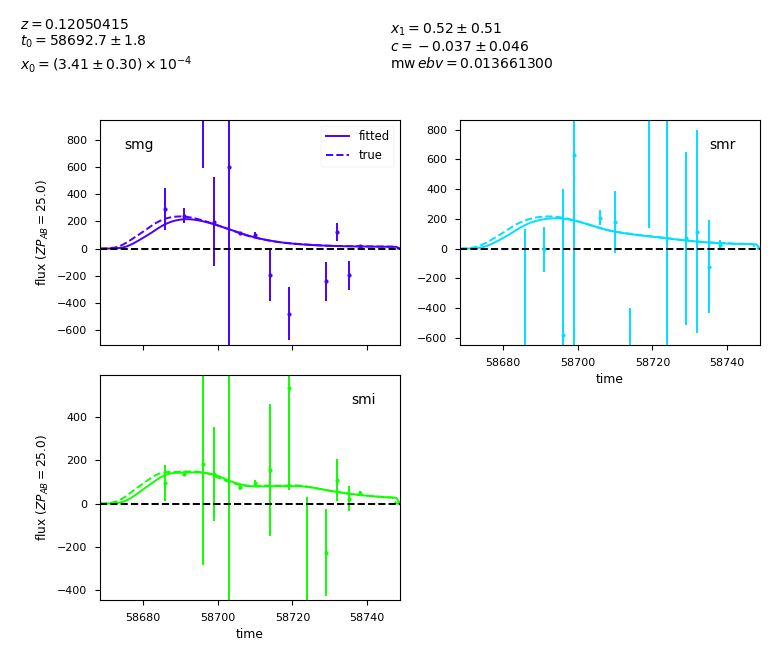 z = 0.12050415
t₀ = 58692.7 ± 1.8
x₀ = (3.41 ± 0.30) × 10⁻⁴
x₁ = 0.52 ± 0.51
c = −0.037 ± 0.046
mw ebv = 0.013661300
smg
fitted
true
800
600
400
200
0
−200
−400
−600
flux (ZP_AB = 25.0)
smr
800
600
400
200
0
−200
−400
−600
58680 58700 58720 58740
time
smi
400
200
0
−200
−400
flux (ZP_AB = 25.0)
58680 58700 58720 58740
time